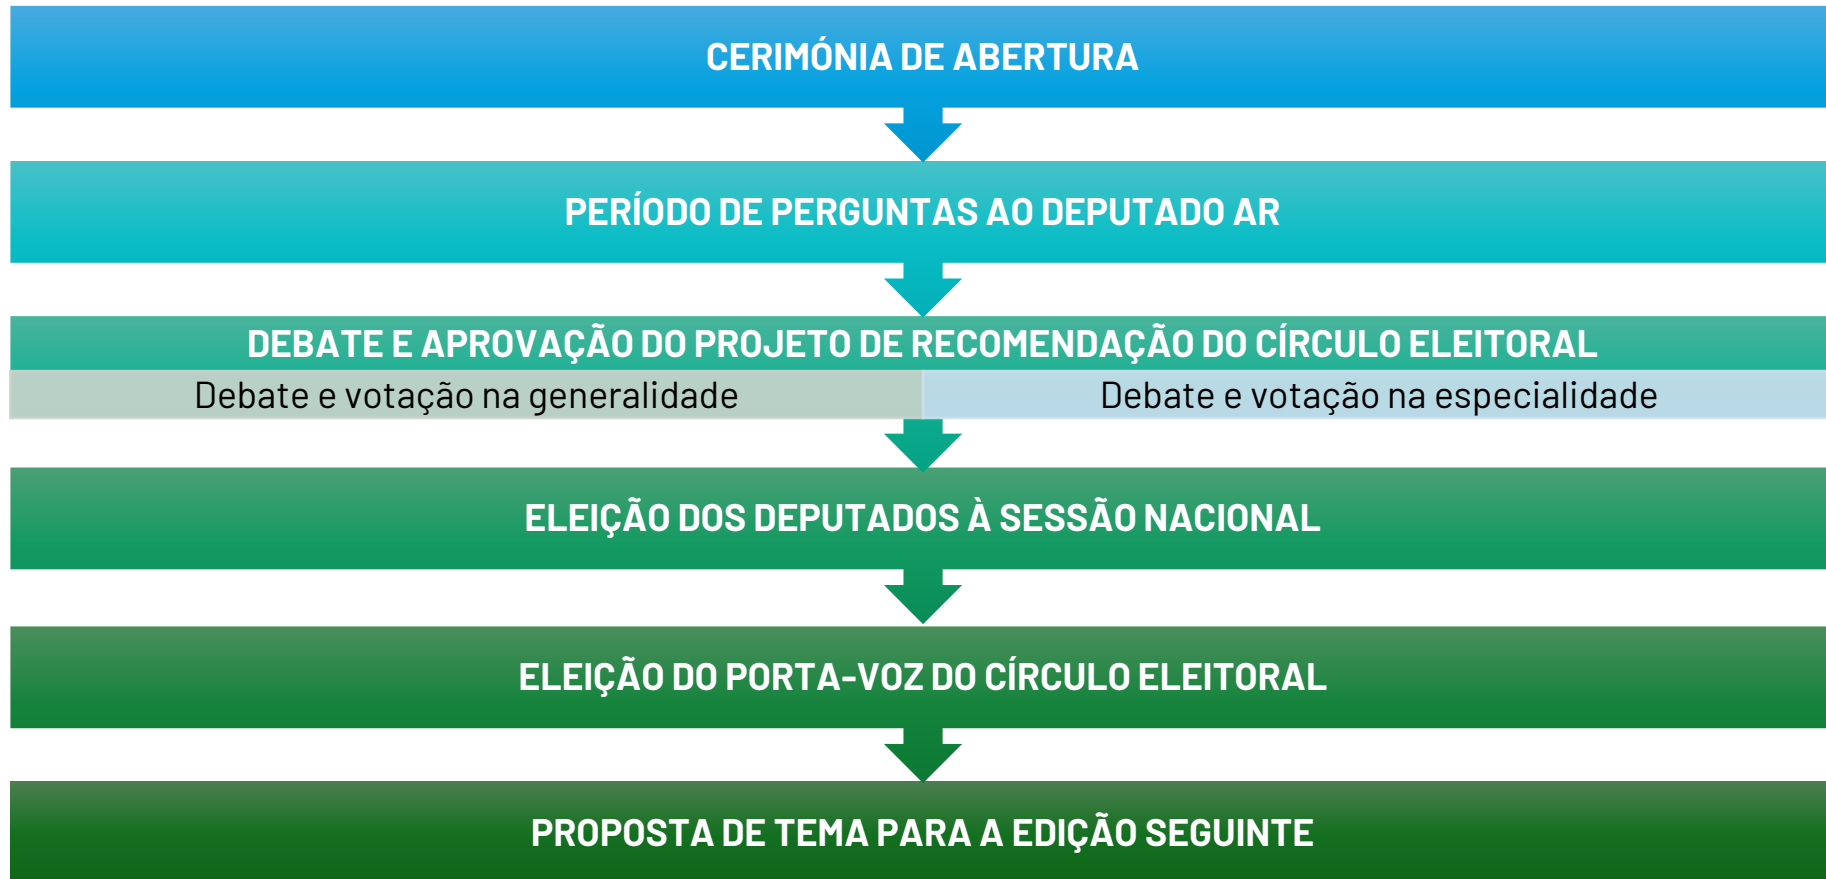 CERIMÓNIA DE ABERTURA
PERÍODO DE PERGUNTAS AO DEPUTADO AR
DEBATE E APROVAÇÃO DO PROJETO DE RECOMENDAÇÃO DO CÍRCULO ELEITORAL
Debate e votação na generalidade
Debate e votação na especialidade
ELEIÇÃO DOS DEPUTADOS À SESSÃO NACIONAL
ELEIÇÃO DO PORTA-VOZ DO CÍRCULO ELEITORAL
PROPOSTA DE TEMA PARA A EDIÇÃO SEGUINTE